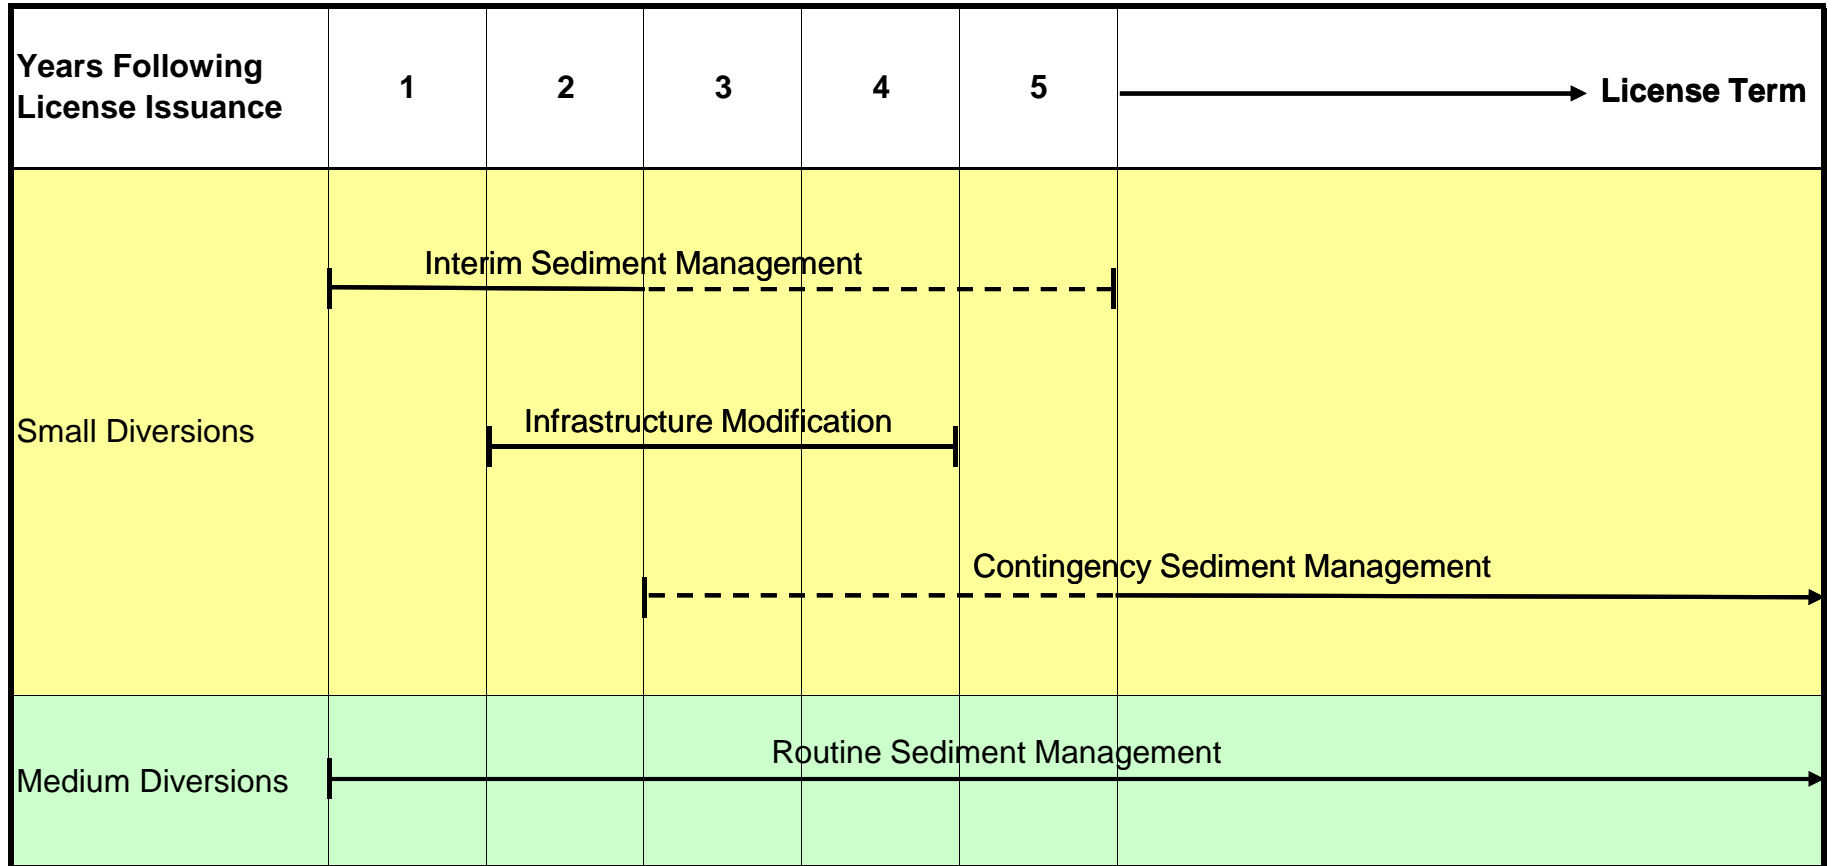 Years Following
License Issuance
1
2
3
4
5
License Term
Interim Sediment Management
Small Diversions
Infrastructure Modification
Contingency Sediment Management
Medium Diversions
Routine Sediment Management